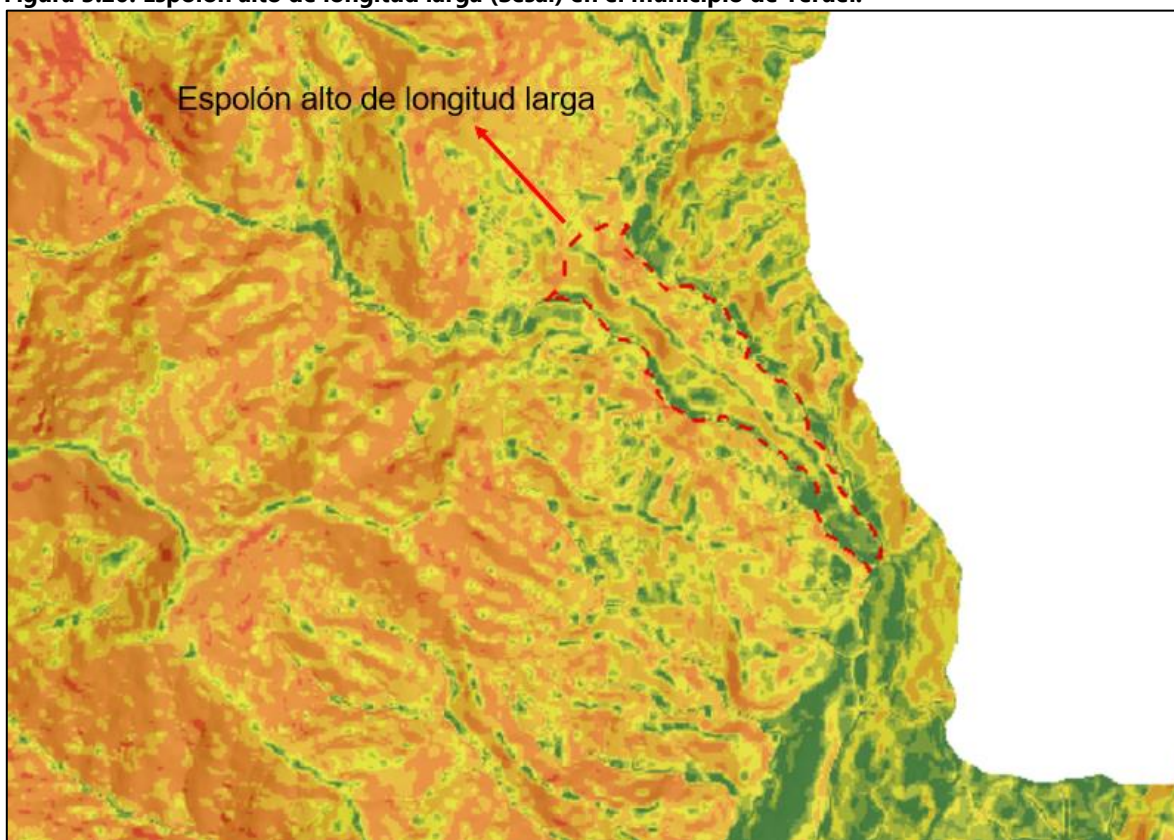 Figura Espolón alto de longitud larga (Sesal) en el municipio de Teruel.
Espolón alto de longitud larga